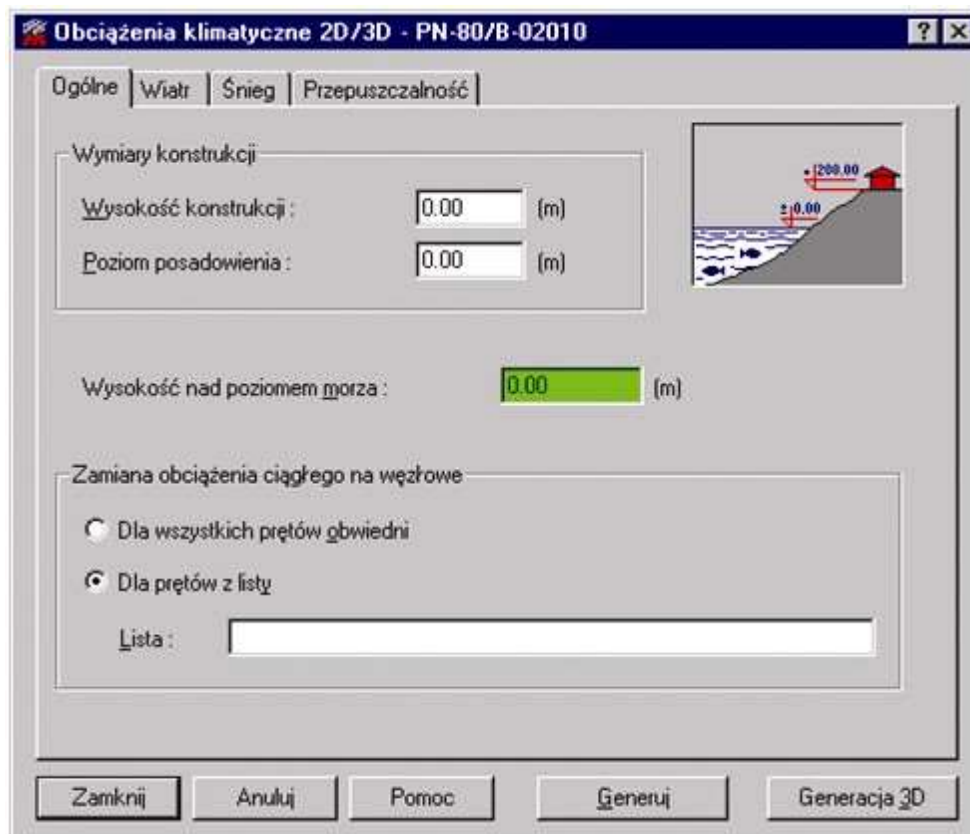 Obciążenia klimatyczne 2D/3D - PN-80/B-02010
Ogólne Wiatr Śnieg Przepuszczalność
Wymiary konstrukcji
Wysokość konstrukcji : 0.00 (m)
Poziom posadowienia : 0.00 (m)
+ 200.00
± 0.00
Wysokość nad poziomem morza : 0.00 (m)
Zamiana obciążenia ciągłego na węzłowe
Dla wszystkich prętów obwiedni
Dla prętów z listy
Lista :
Zamknij Anuluj Pomoc Generuj Generacja 3D